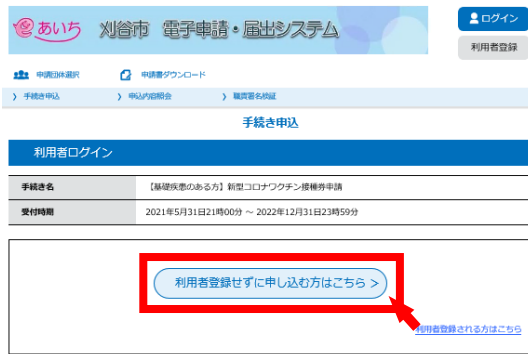 あいち 刈谷市 電子申請・届出システム
ログイン
利用者登録
申請団体選択 申請書ダウンロード
手続き申込 申込内容照会 職責署名検証
手続き申込
利用者ログイン
手続き名 【基礎疾患のある方】新型コロナワクチン接種券申請
受付時期 2021年5月31日21時00分 ~ 2022年12月31日23時59分
利用者登録せずに申し込む方はこちら >
利用者登録される方はこちら